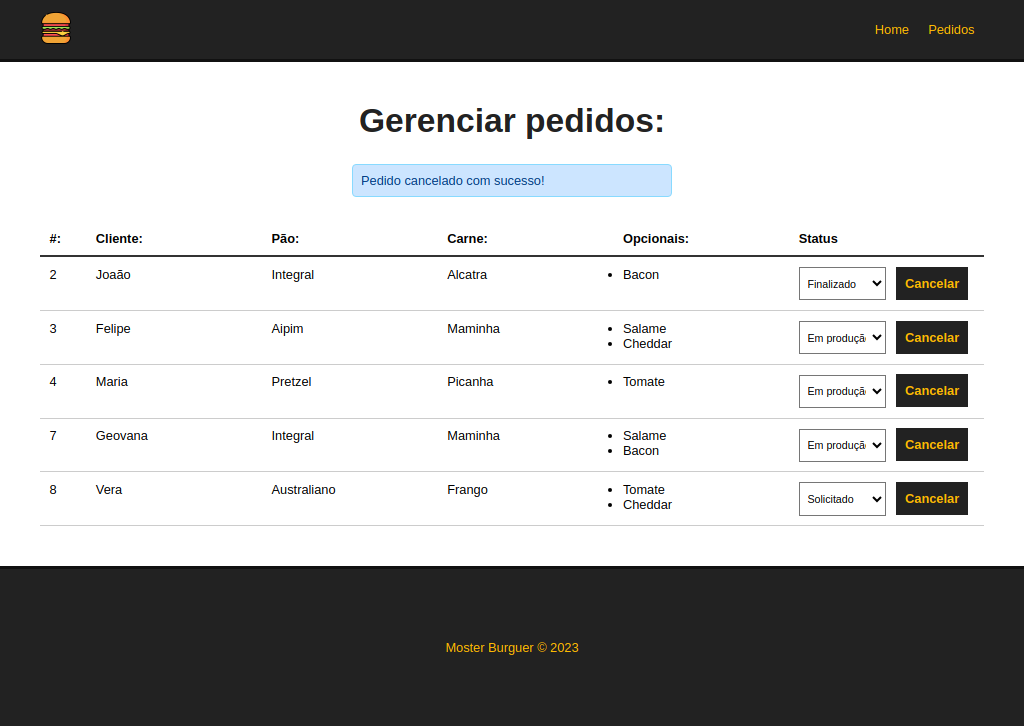 Home Pedidos
Gerenciar pedidos:
Pedido cancelado com sucesso!
#: Cliente: Pão: Carne: Opcionais: Status
2 Joaão Integral Alcatra Bacon Finalizado Cancelar
3 Felipe Aipim Maminha Salame Em produçã Cancelar
Cheddar
4 Maria Pretzel Picanha Tomate Em produçã Cancelar
7 Geovana Integral Maminha Salame Em produçã Cancelar
Bacon
8 Vera Australiano Frango Tomate Solicitado Cancelar
Cheddar
Moster Burguer © 2023